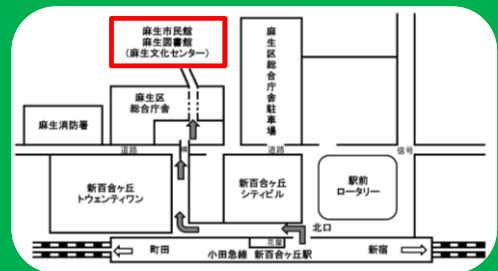 麻生市民館
麻生図書館
(麻生文化センター)
麻生区総合庁舎駐車場
麻生区
総合庁舎
麻生消防署
道路
橋
道路
信号
新百合ヶ丘
トウェンティワン
新百合ヶ丘
シティビル
駅前
ロータリー
北口
花屋
町田
小田急線 新百合ヶ丘駅
新宿